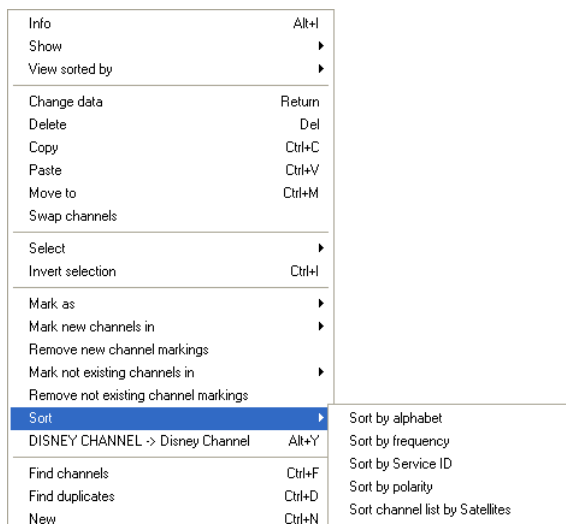 Info Alt+I
Show
View sorted by
Change data Return
Delete Del
Copy Ctrl+C
Paste Ctrl+V
Move to Ctrl+M
Swap channels
Select
Invert selection Ctrl+I
Mark as
Mark new channels in
Remove new channel markings
Mark not existing channels in
Remove not existing channel markings
Sort
DISNEY CHANNEL -> Disney Channel Alt+Y
Find channels Ctrl+F
Find duplicates Ctrl+D
New Ctrl+N
Sort by alphabet
Sort by frequency
Sort by Service ID
Sort by polarity
Sort channel list by Satellites